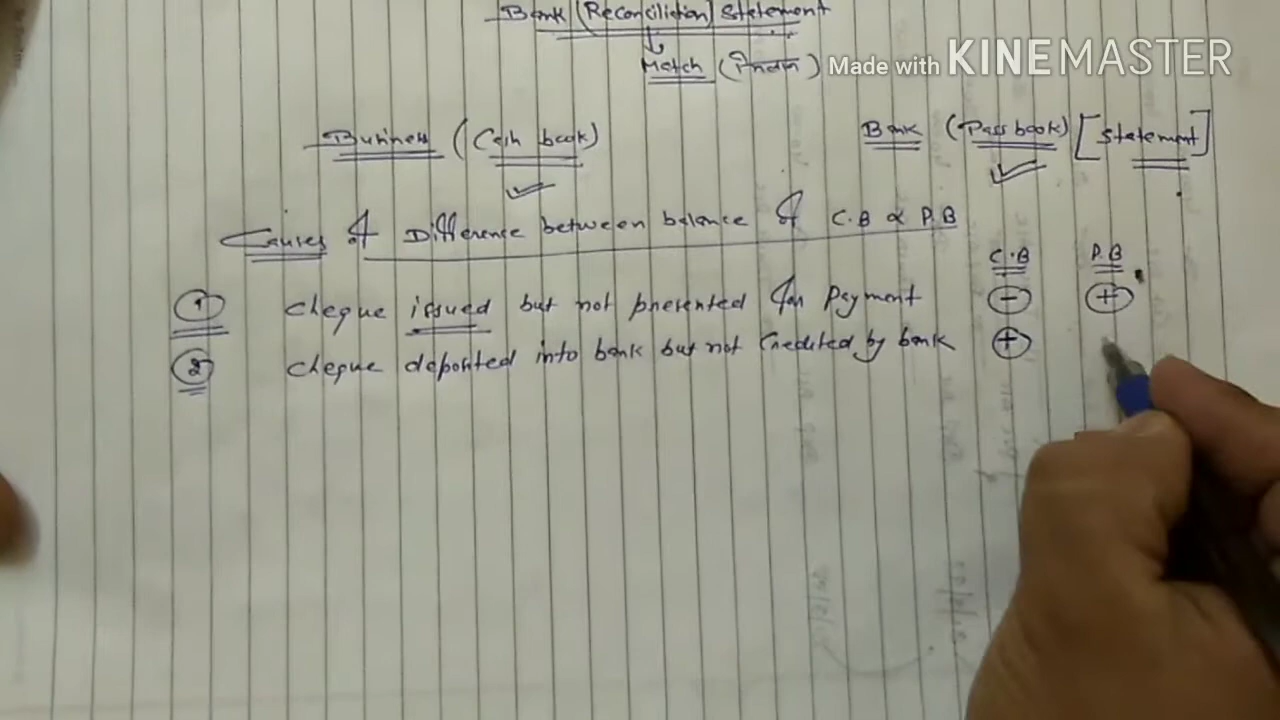 Bank (Reconciliation) Statement
Match (मिलान)
Made with KINEMASTER
Business (Cash book) Bank (Pass book) [Statement]
Causes of Difference between balance of C.B & P.B
C.B P.B
1 cheque issued but not presented for Payment - +
2 cheque deposited into bank but not credited by bank +